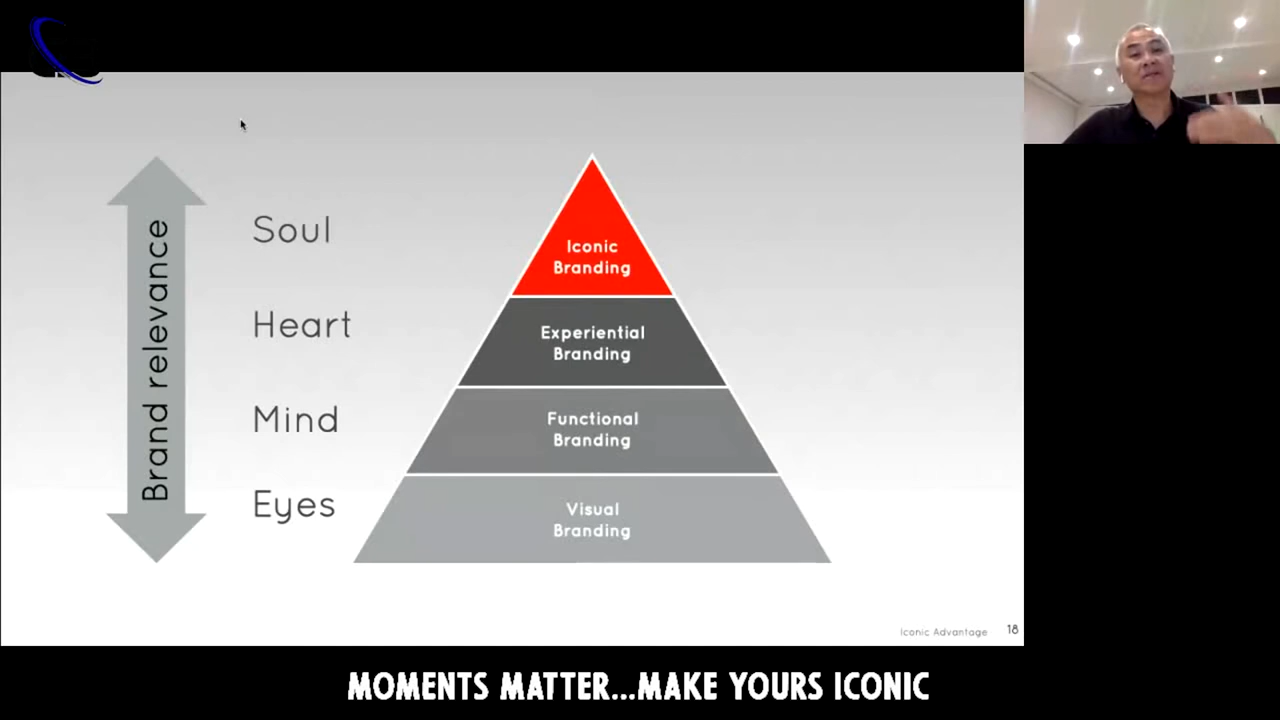 Brand relevance
Soul
Heart
Mind
Eyes
Iconic
Branding
Experiential
Branding
Functional
Branding
Visual
Branding
Iconic Advantage 18
MOMENTS MATTER...MAKE YOURS ICONIC